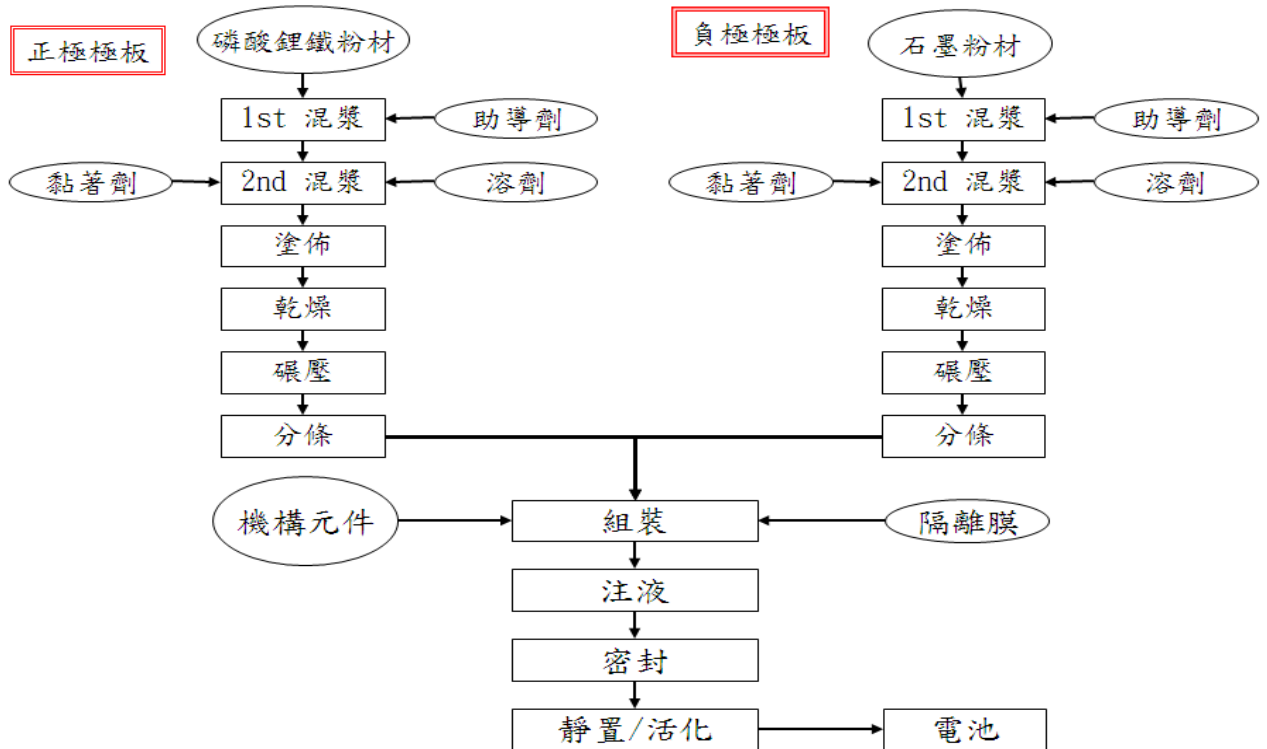 正極極板
磷酸鋰鐵粉材
負極極板
石墨粉材
1st 混漿
助導劑
1st 混漿
助導劑
黏著劑
2nd 混漿
溶劑
黏著劑
2nd 混漿
溶劑
塗佈
塗佈
乾燥
乾燥
碾壓
碾壓
分條
分條
機構元件
組裝
隔離膜
注液
密封
靜置/活化
電池